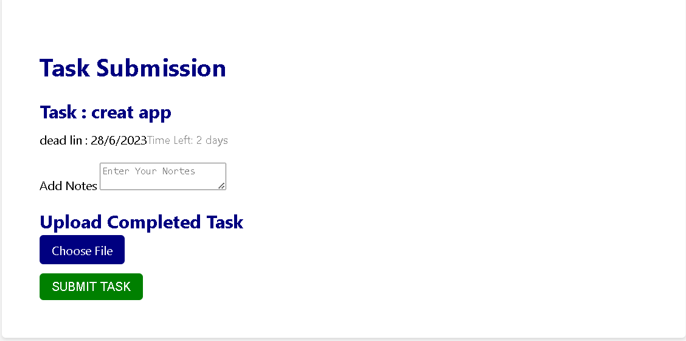 Task Submission
Task : creat app
dead lin : 28/6/2023Time Left: 2 days
Enter Your Nortes
Add Notes
Upload Completed Task
Choose File
SUBMIT TASK